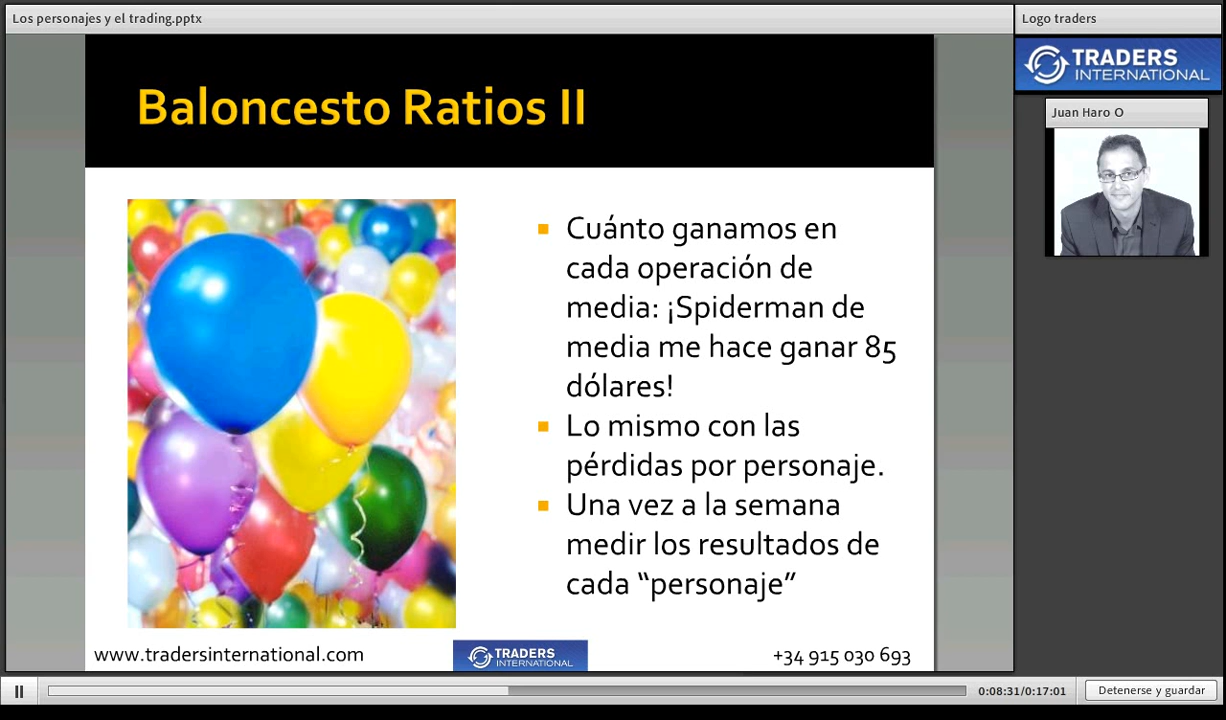 Los personajes y el trading.pptx
Logo traders
TRADERS
INTERNATIONAL
Juan Haro O
Baloncesto Ratios II
Cuánto ganamos en
cada operación de
media: ¡Spiderman de
media me hace ganar 85
dólares!
Lo mismo con las
pérdidas por personaje.
Una vez a la semana
medir los resultados de
cada “personaje”
www.tradersinternational.com
TRADERS
INTERNATIONAL
+34 915 030 693
0:08:31/0:17:01
Detenerse y guardar